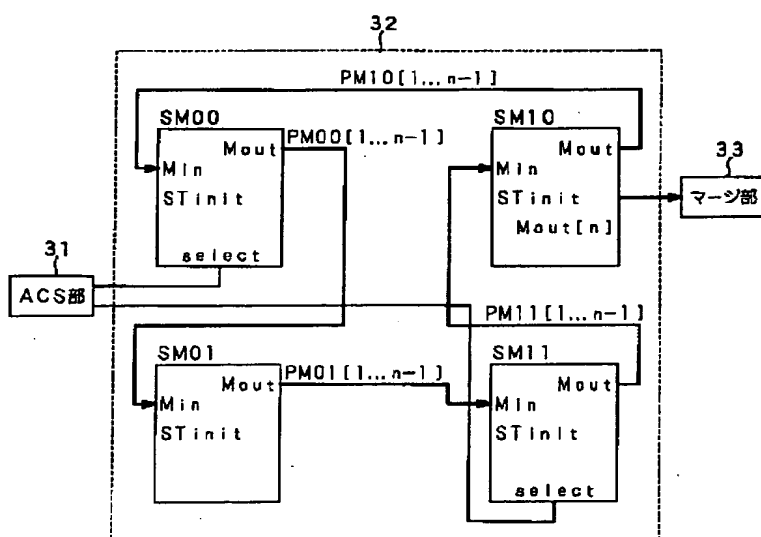 32
PM10[1...n-1]
SM00
Mout
PM00[1...n-1]
Min
STinit
select
SM10
Mout
Min
STinit
Mout[n]
33
マージ部
31
ACS部
PM11[1...n-1]
SM01
Mout
PM01[1...n-1]
Min
STinit
SM11
Mout
Min
STinit
select